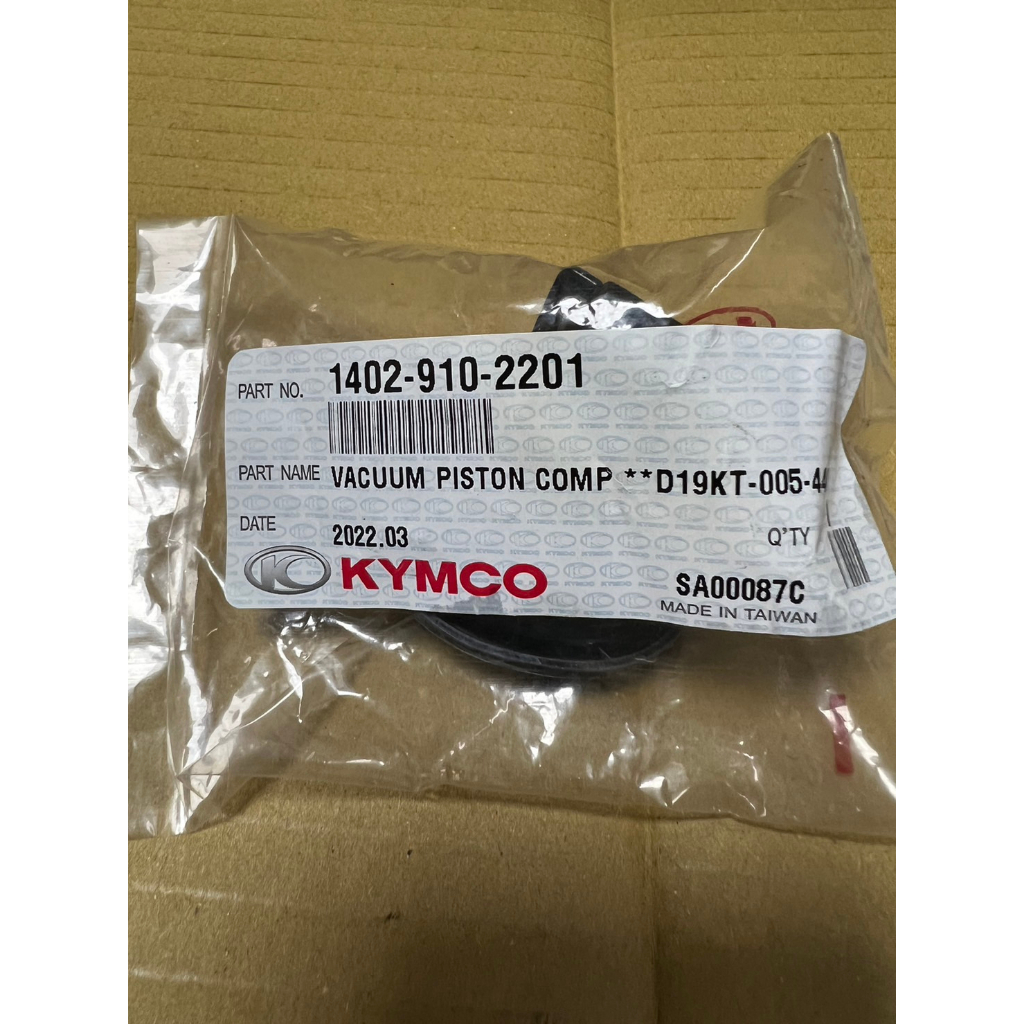 PART NO. 1402-910-2201
PART NAME VACUUM PISTON COMP **D19KT-005-44
DATE 2022.03 Q'TY
KYMCO SA00087C
MADE IN TAIWAN